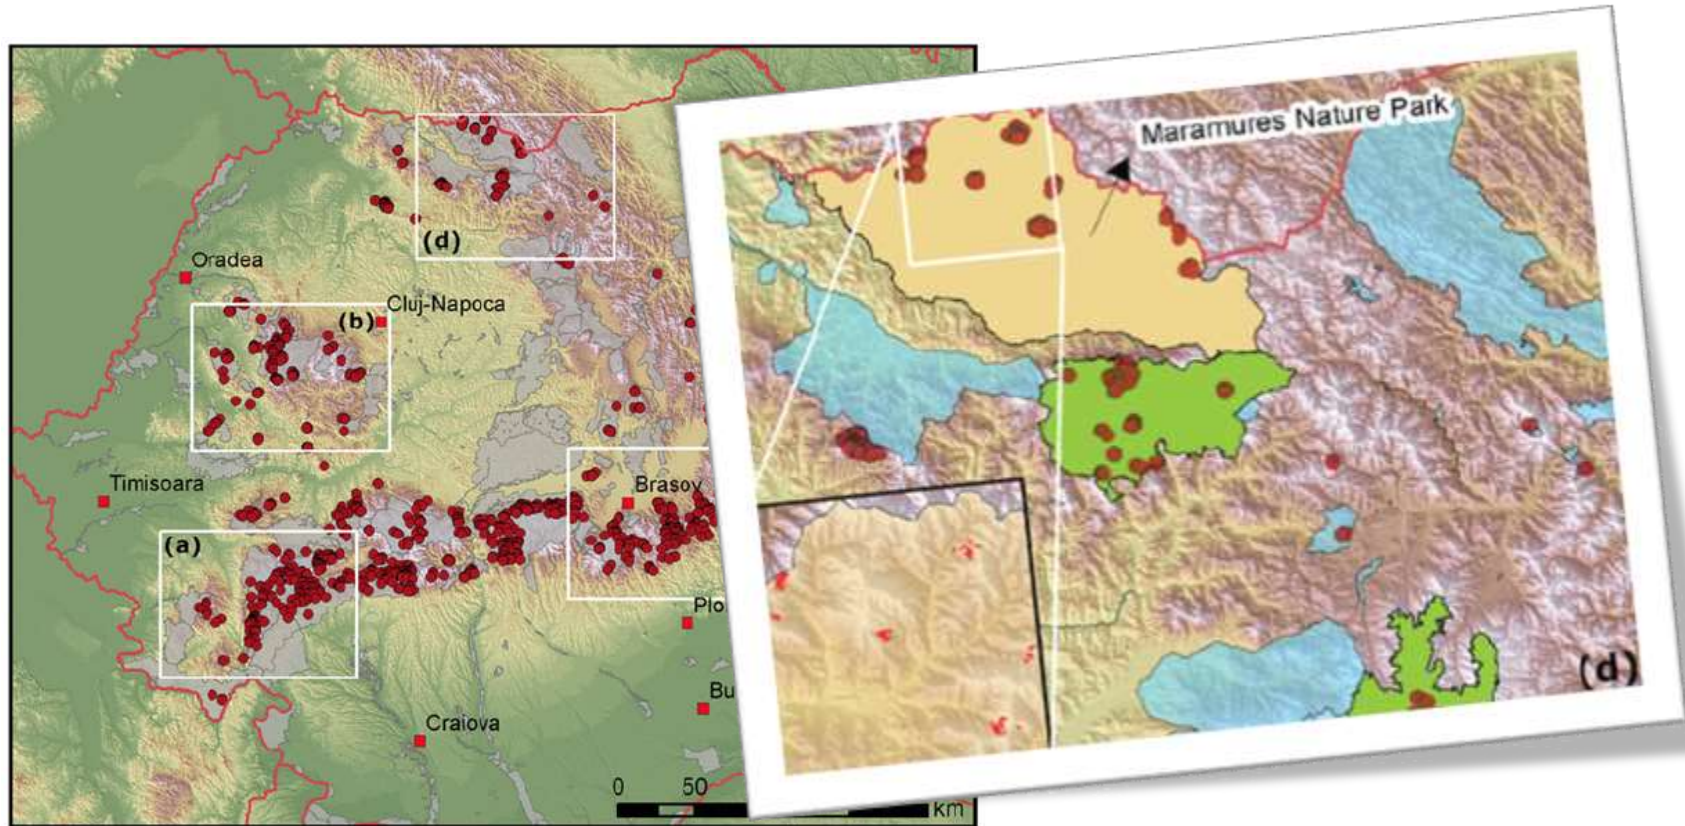 (d)
Oradea
(b)
Cluj-Napoca
Timisoara
Brasov
(a)
Plo
Bu
Craiova
0
50
km
Maramures Nature Park
(d)